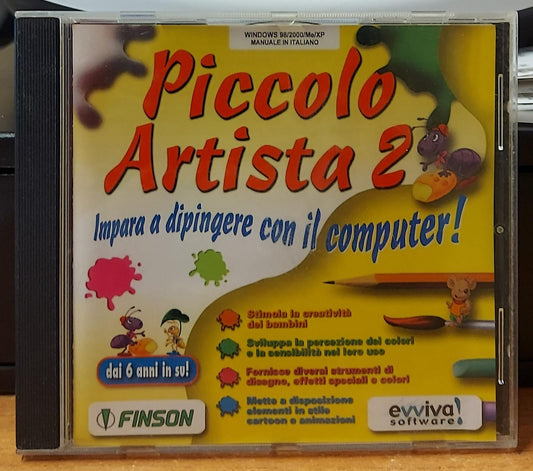 WINDOWS 98/2000/Me/XP
MANUALE IN ITALIANO
Piccolo
Artista 2
Impara a dipingere con il computer!
Stimola la creatività
dei bambini
Sviluppa la percezione dei colori
e la sensibilità nel loro uso
Fornisce diversi strumenti di
disegno, effetti speciali e colori
Mette a disposizione
elementi in stile
cartoon e animazioni
dai 6 anni in su!
FINSON
evviva!
software